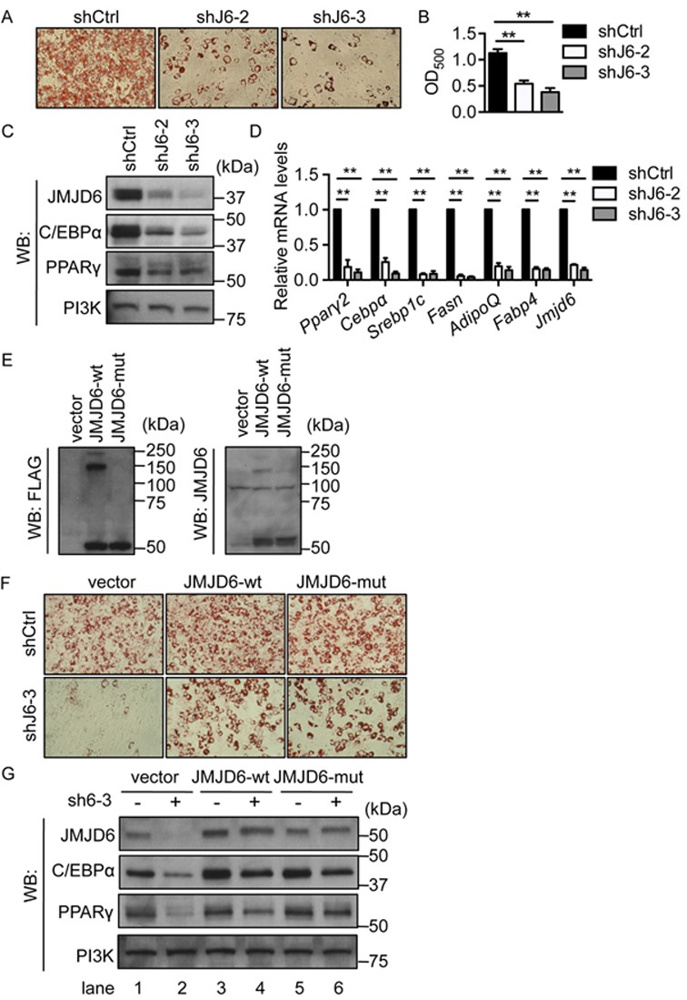 A
shCtrl shJ6-2 shJ6-3
B
** **
OD500
1.5
1.0
0.5
0.0
shCtrl
shJ6-2
shJ6-3
C
shCtrl shJ6-2 shJ6-3 (kDa)
WB:
JMJD6 37
C/EBPα 50 37
PPARγ 50
PI3K 75
D
Relative mRNA levels
1.5
1.0
0.5
0.0
** ** ** ** ** ** **
** ** ** ** ** ** **
Pparγ2 Cebpα Srebp1c Fasn AdipoQ Fabp4 Jmjd6
shCtrl
shJ6-2
shJ6-3
E
vector JMJD6-wt JMJD6-mut (kDa)
WB: FLAG
250
150
100
75
50
vector JMJD6-wt JMJD6-mut (kDa)
WB: JMJD6
250
150
100
75
50
F
vector JMJD6-wt JMJD6-mut
shCtrl
shJ6-3
G
vector JMJD6-wt JMJD6-mut
sh6-3 - + - + - + (kDa)
WB:
JMJD6 50
C/EBPα 50 37
PPARγ 50
PI3K 75
lane 1 2 3 4 5 6